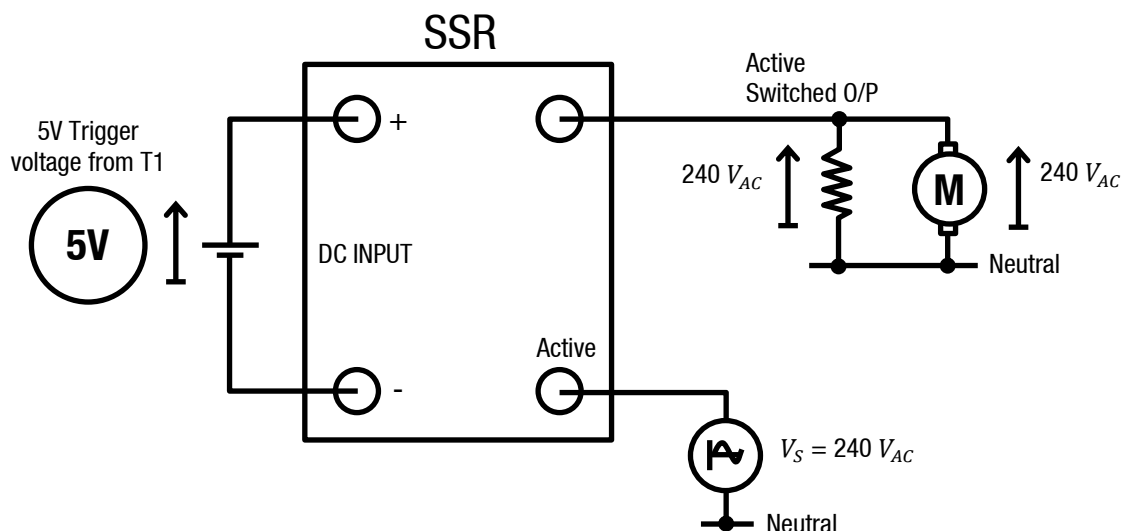 SSR
5V Trigger
voltage from T1
5V
+
DC INPUT
-
Active
Active
Switched O/P
240 V_AC
M
240 V_AC
Neutral
V_S = 240 V_AC
Neutral